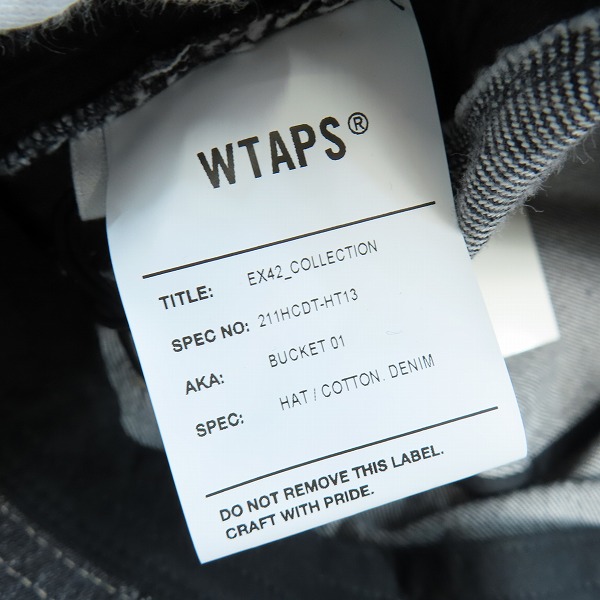 WTAPS®
TITLE: EX42_COLLECTION
SPEC NO: 211HCDT-HT13
AKA: BUCKET 01
SPEC: HAT / COTTON. DENIM
DO NOT REMOVE THIS LABEL.
CRAFT WITH PRIDE.